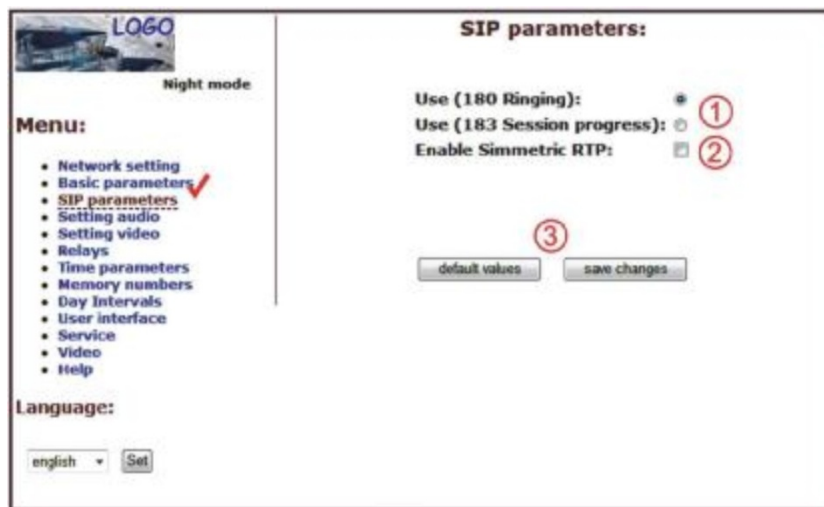 LOGO
Night mode
Menu:
Network setting
Basic parameters
SIP parameters
Setting audio
Setting video
Relays
Time parameters
Memory numbers
Day Intervals
User interface
Service
Video
Help
Language:
english Set
SIP parameters:
Use (180 Ringing):
Use (183 Session progress): 1
Enable Simmetric RTP: 2
3
default values save changes